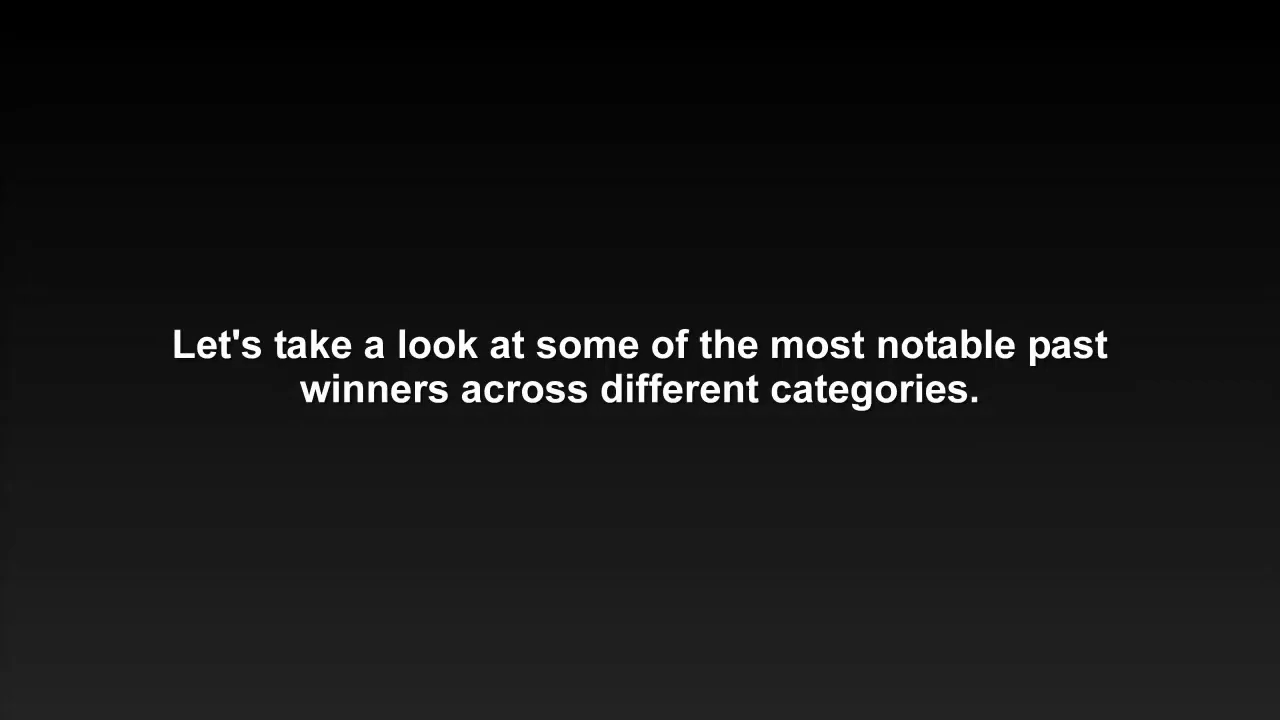 Let's take a look at some of the most notable past
winners across different categories.